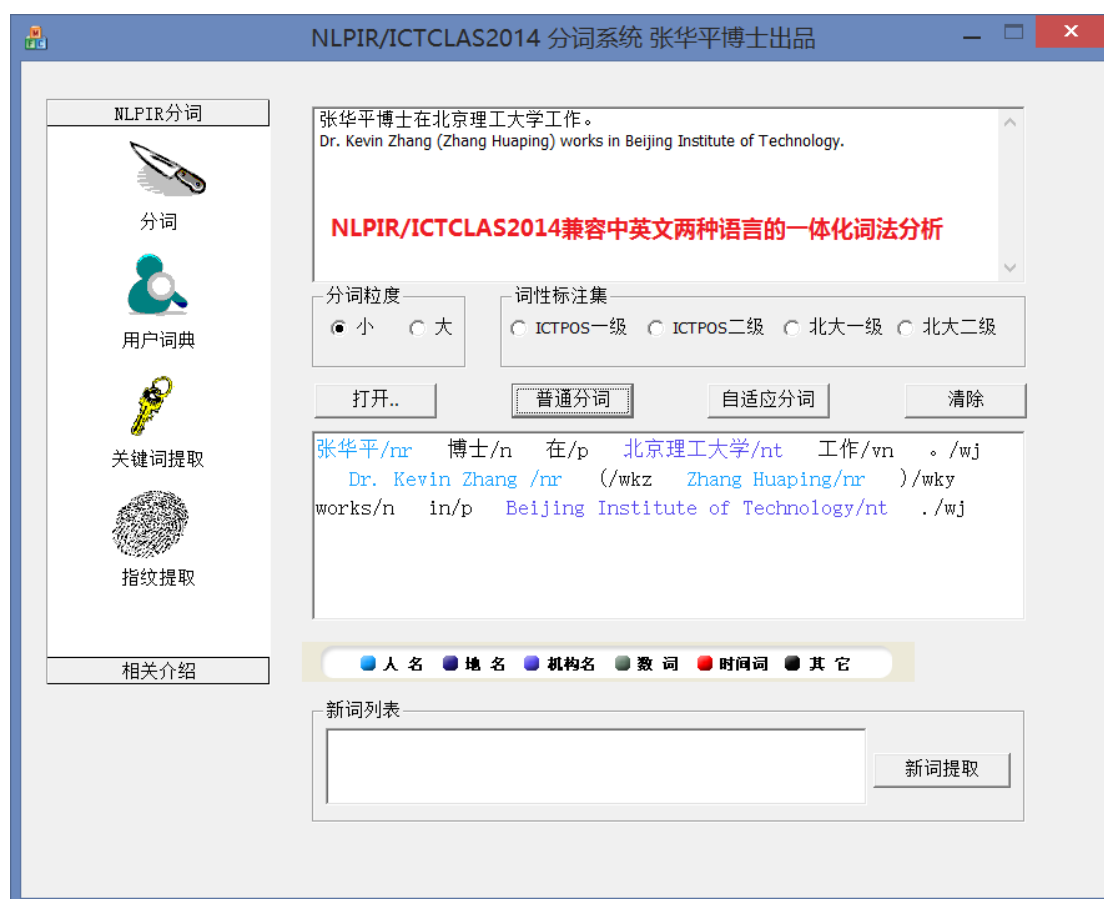 NLPIR/ICTCLAS2014 分词系统 张华平博士出品
NLPIR分词
分词
用户词典
关键词提取
指纹提取
相关介绍
张华平博士在北京理工大学工作。
Dr. Kevin Zhang (Zhang Huaping) works in Beijing Institute of Technology.
NLPIR/ICTCLAS2014兼容中英文两种语言的一体化词法分析
分词粒度
小 大
词性标注集
ICTPOS一级 ICTPOS二级 北大一级 北大二级
打开.. 普通分词 自适应分词 清除
张华平/nr 博士/n 在/p 北京理工大学/nt 工作/vn 。/wj
Dr. Kevin Zhang /nr (/wkz Zhang Huaping/nr )/wky
works/n in/p Beijing Institute of Technology/nt ./wj
人 名 地 名 机构名 数 词 时间词 其 它
新词列表
新词提取